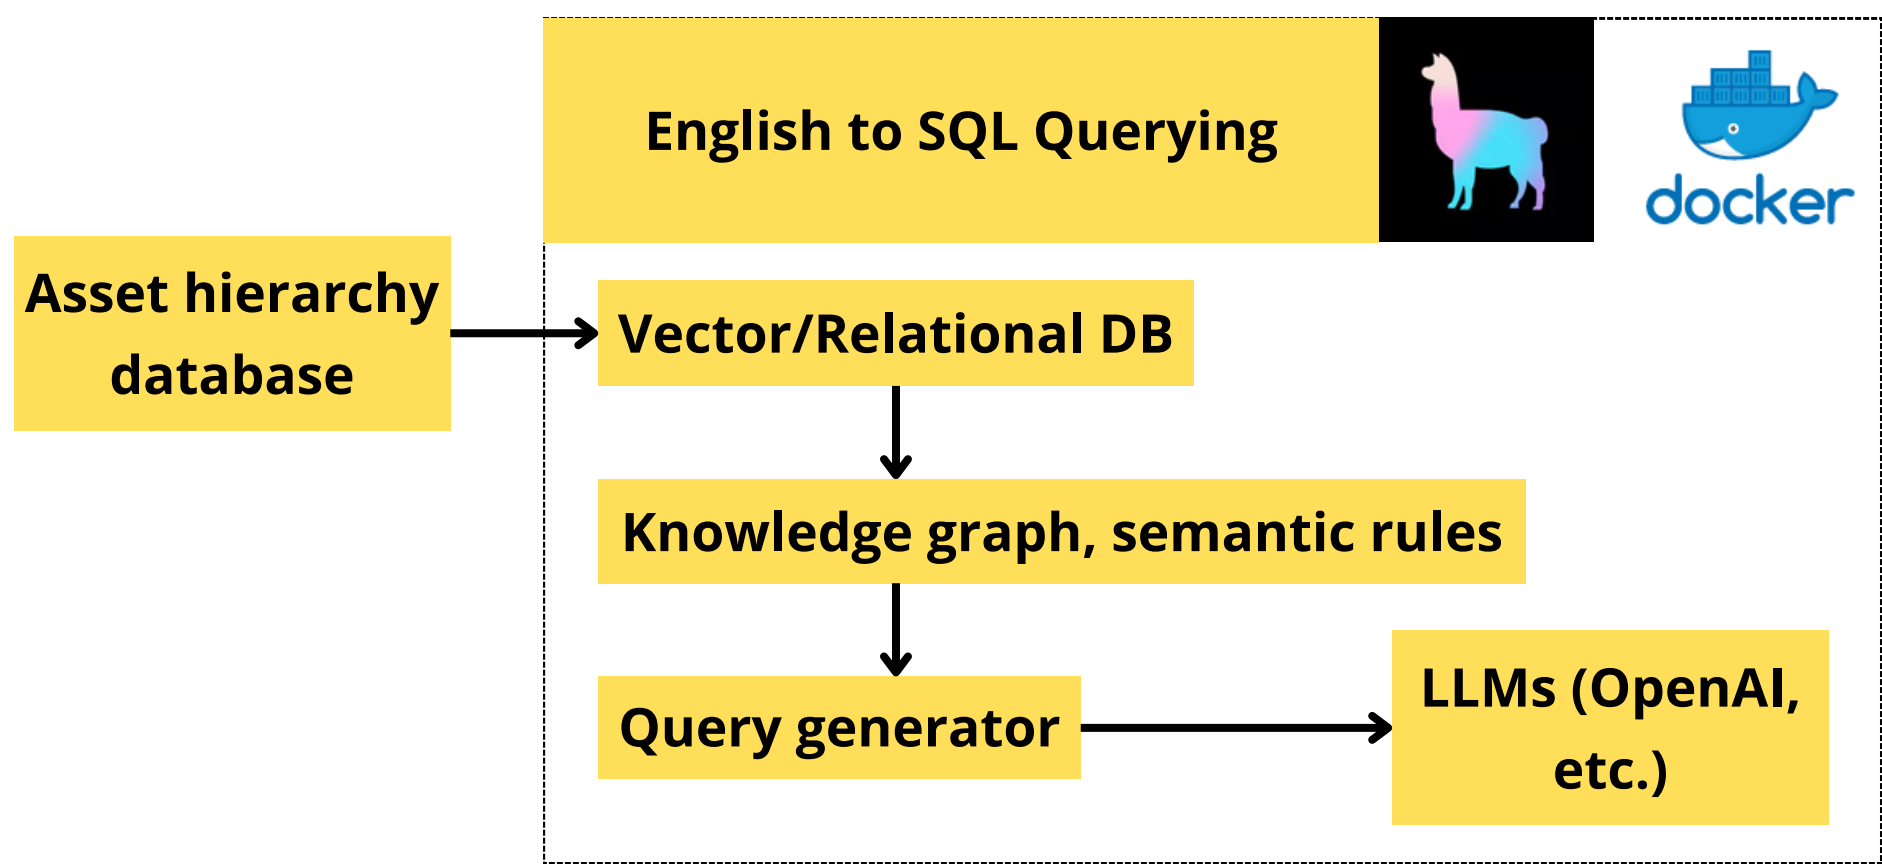 English to SQL Querying
docker
Asset hierarchy
database
Vector/Relational DB
Knowledge graph, semantic rules
Query generator
LLMs (OpenAI,
etc.)